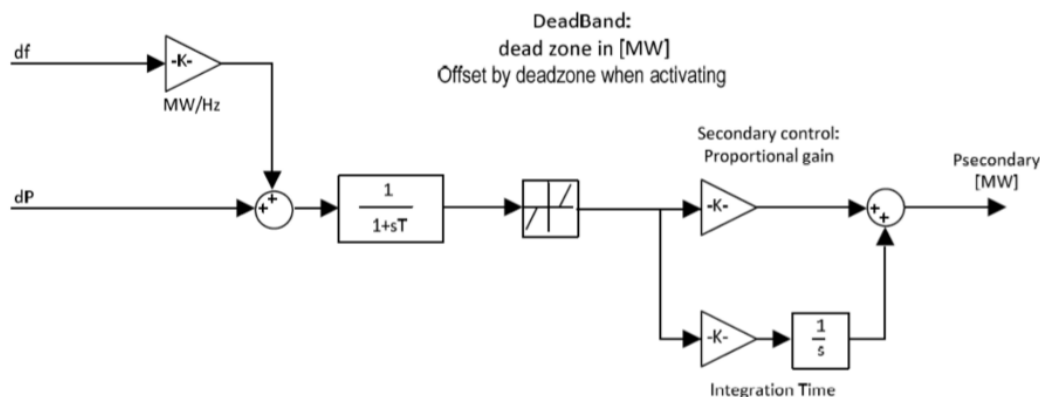 DeadBand:
dead zone in [MW]
Offset by deadzone when activating
df
-K-
MW/Hz
Secondary control:
Proportional gain
Psecondary
[MW]
dP
+
+
1
1+sT
-K-
+
+
-K-
1
s
Integration Time